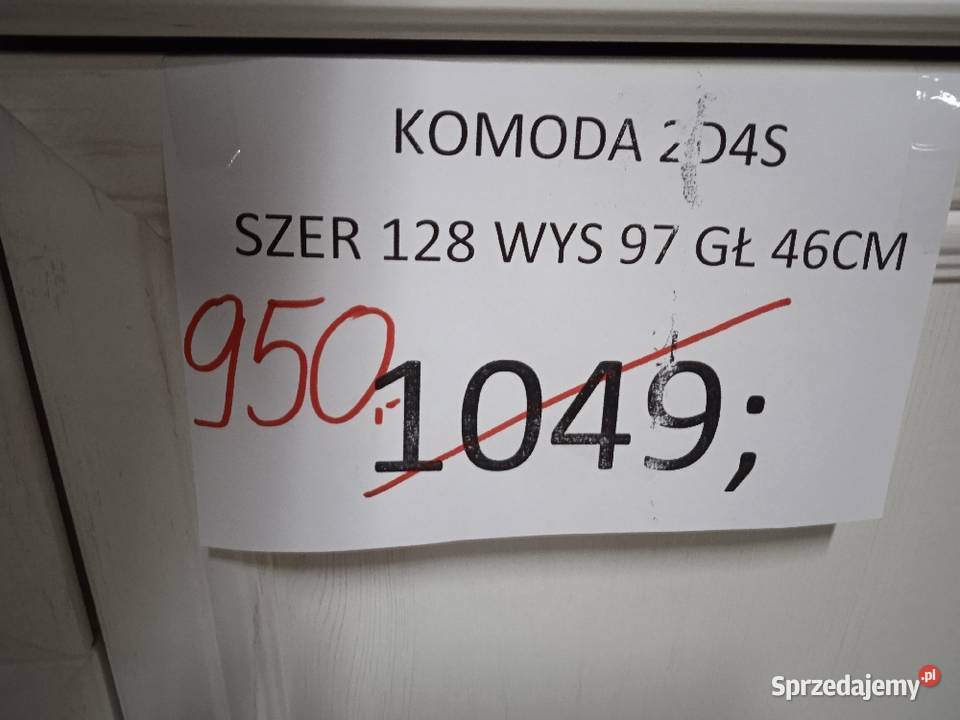 KOMODA 2D4S
SZER 128 WYS 97 GŁ 46CM
950,-
1049;
Sprzedajemy.pl